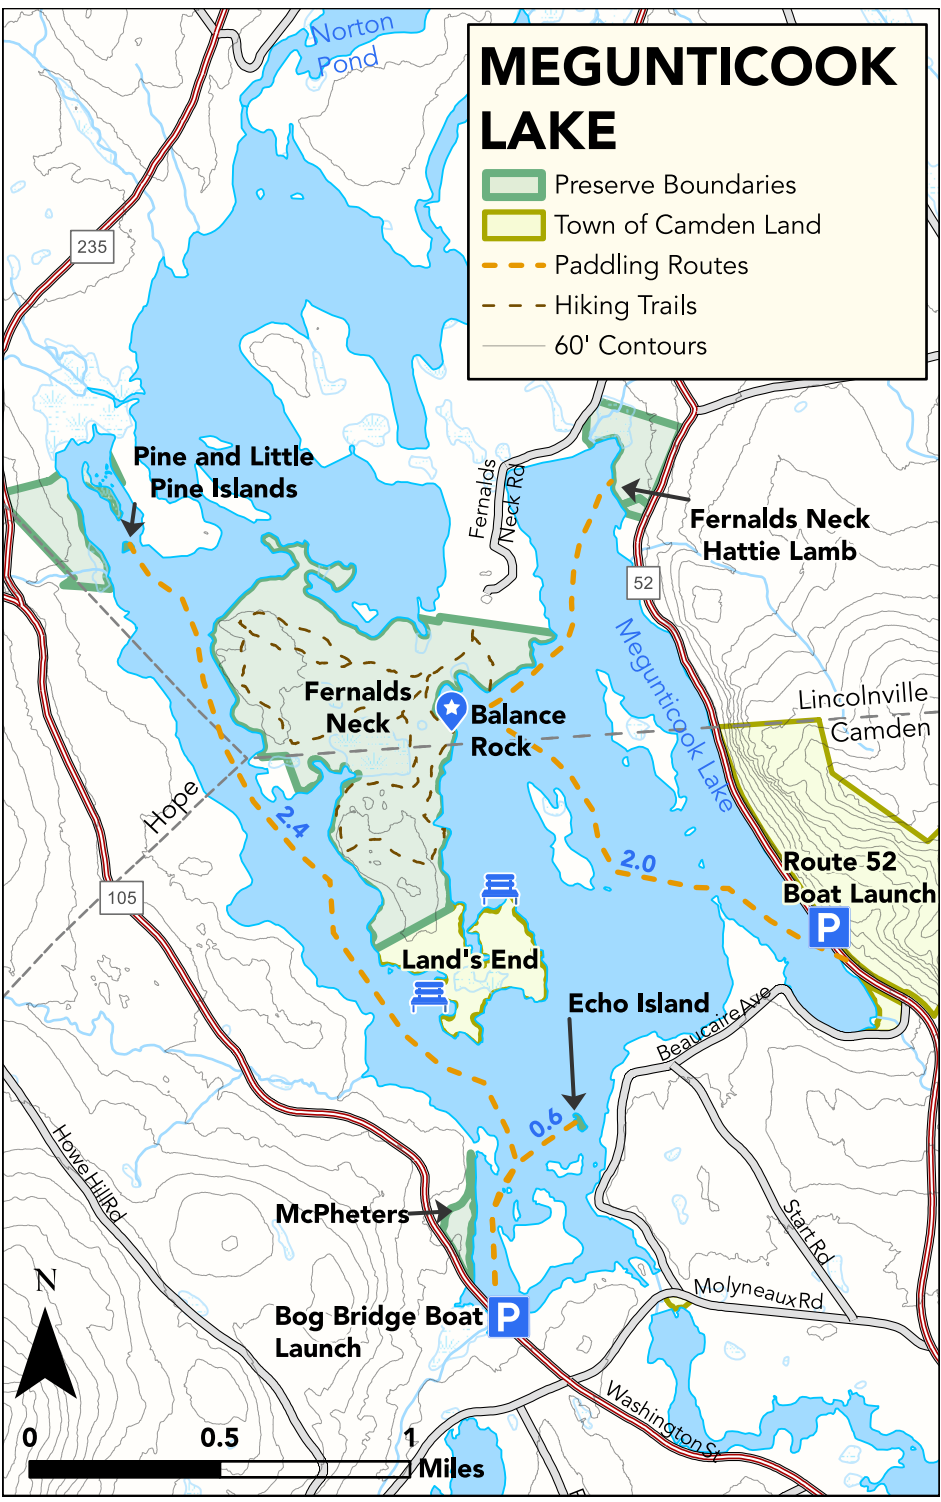 Norton
Pond
MEGUNTICOOK
LAKE
Preserve Boundaries
Town of Camden Land
Paddling Routes
Hiking Trails
60' Contours
235
Pine and Little
Pine Islands
Fernalds
Neck Rd
Fernalds Neck
Hattie Lamb
52
Megunticook Lake
Lincolnville
Camden
Fernalds
Neck
Balance
Rock
Hope
2.4
2.0
Route 52
Boat Launch
P
105
Land's End
Echo Island
Beaucaire Ave
0.6
Howe Hill Rd
McPheters
Start Rd
N
Molyneaux Rd
Bog Bridge Boat
Launch
P
Washington St
0 0.5 1
Miles